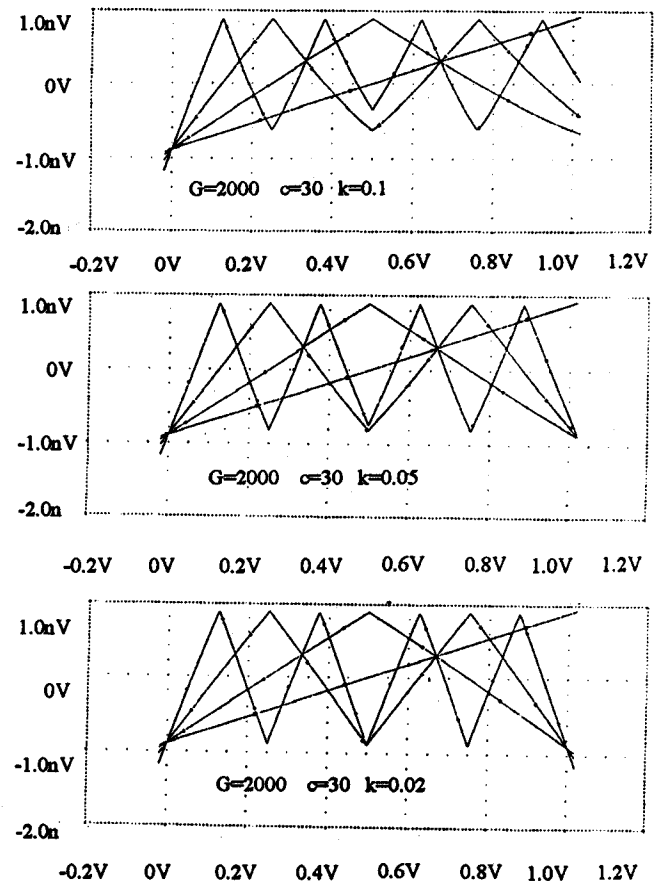 1.0nV
0V
-1.0nV
G=2000 c=30 k=0.1
-2.0n
-0.2V 0V 0.2V 0.4V 0.6V 0.8V 1.0V 1.2V
1.0nV
0V
-1.0nV
G=2000 c=30 k=0.05
-2.0n
-0.2V 0V 0.2V 0.4V 0.6V 0.8V 1.0V 1.2V
1.0nV
0V
-1.0nV
G=2000 c=30 k=0.02
-2.0n
-0.2V 0V 0.2V 0.4V 0.6V 0.8V 1.0V 1.2V